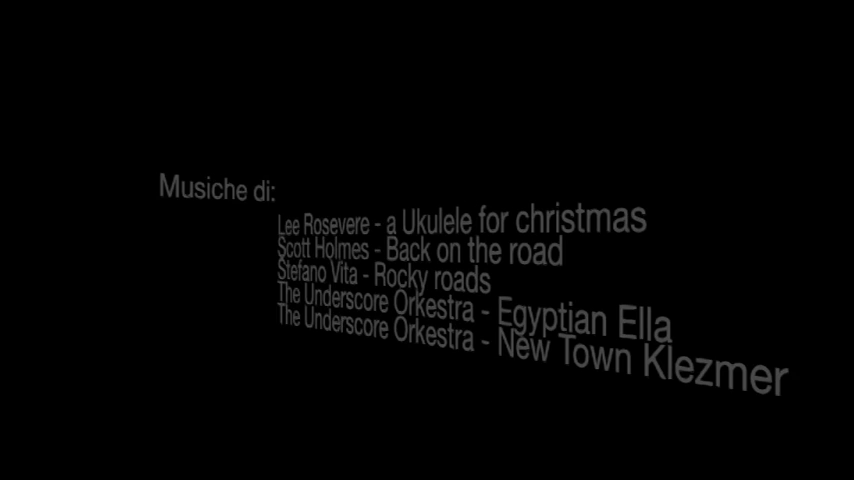 Musiche di:
Lee Rosevere - a Ukulele for christmas
Scott Holmes - Back on the road
Stefano Vita - Rocky roads
The Underscore Orkestra - Egyptian Ella
The Underscore Orkestra - New Town Klezmer